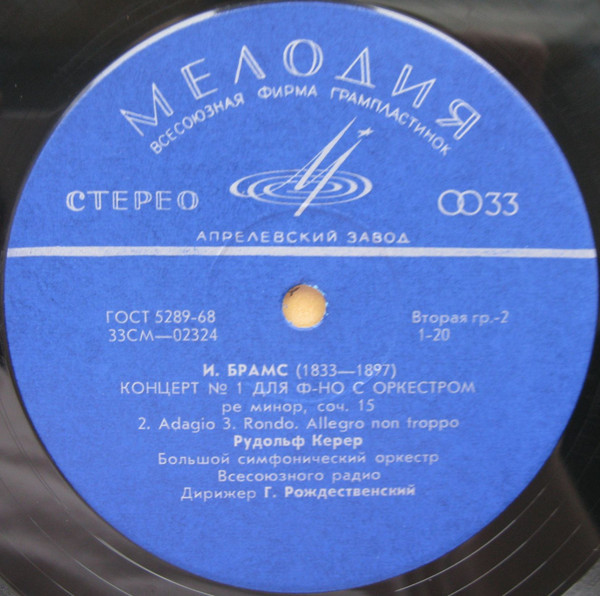 МЕЛОДИЯ
ВСЕСОЮЗНАЯ ФИРМА ГРАМПЛАСТИНОК
СТЕРЕО
33
АПРЕЛЕВСКИЙ ЗАВОД
ГОСТ 5289-68 Вторая гр.-2
33СМ—02324 1-20
И. БРАМС (1833—1897)
КОНЦЕРТ № 1 ДЛЯ Ф-НО С ОРКЕСТРОМ
ре минор, соч. 15
2. Adagio 3. Rondo. Allegro non troppo
Рудольф Керер
Большой симфонический оркестр
Всесоюзного радио
Дирижер Г. Рождественский